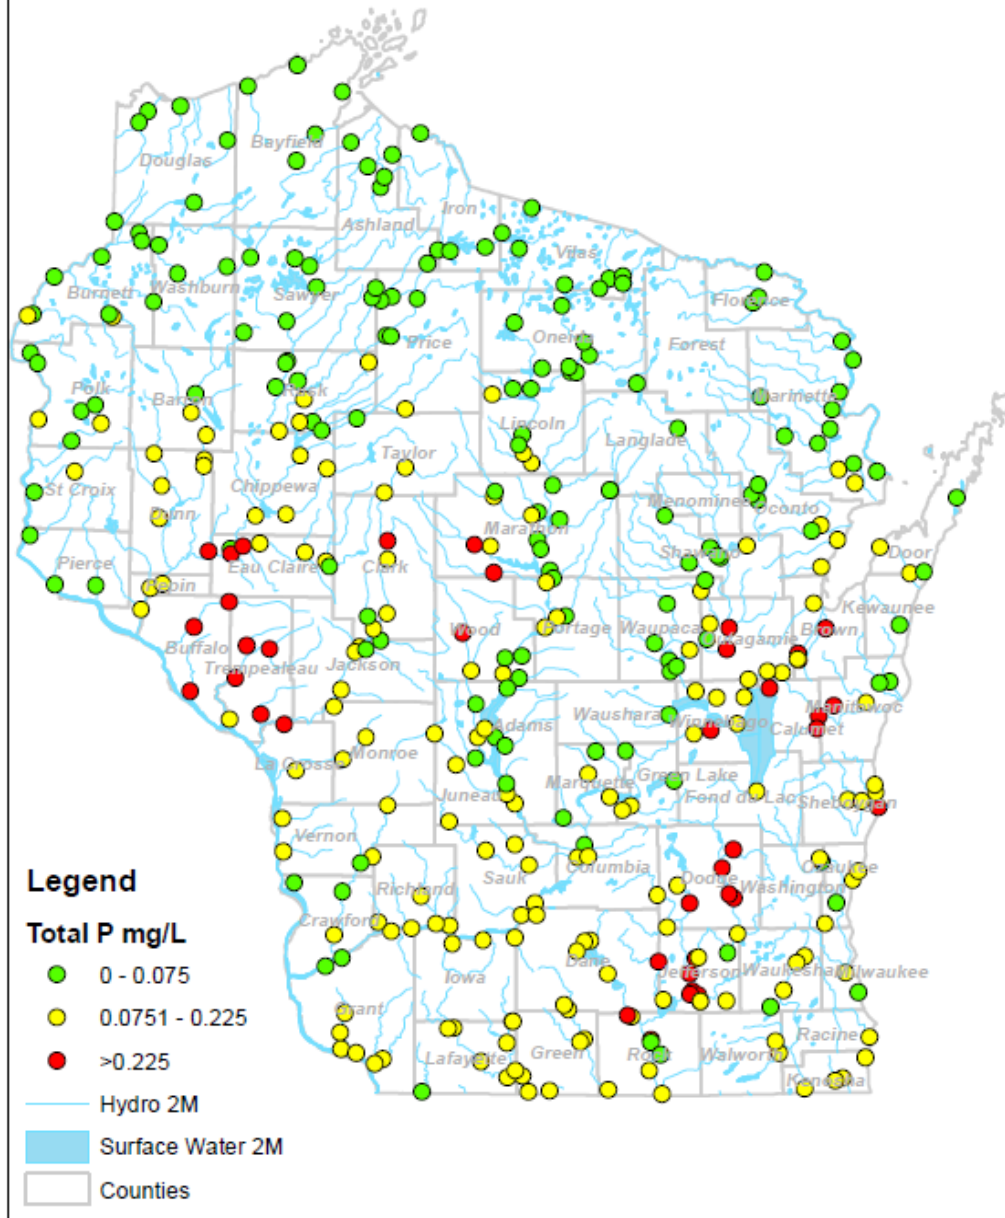 Douglas
Bayfield
Ashland
Iron
Vilas
Burnett
Washburn
Sawyer
Florence
Price
Oneida
Forest
Polk
Barron
Rusk
Marinette
Lincoln
Langlade
Taylor
St Croix
Chippewa
Menominee
Oconto
Dunn
Marathon
Shawano
Door
Pierce
Eau Claire
Clark
Pepin
Kewaunee
Buffalo
Wood
Portage
Waupaca
Outagamie
Brown
Trempealeau
Jackson
Manitowoc
Adams
Waushara
Winnebago
Calumet
La Crosse
Monroe
Juneau
Marquette
Green Lake
Fond du Lac
Sheboygan
Vernon
Sauk
Columbia
Dodge
Ozaukee
Washington
Richland
Crawford
Legend
Total P mg/L
Iowa
Dane
Jefferson
Waukesha
Milwaukee
0 - 0.075
Grant
0.0751 - 0.225
Lafayette
Green
Rock
Walworth
Racine
>0.225
Kenosha
Hydro 2M
Surface Water 2M
Counties